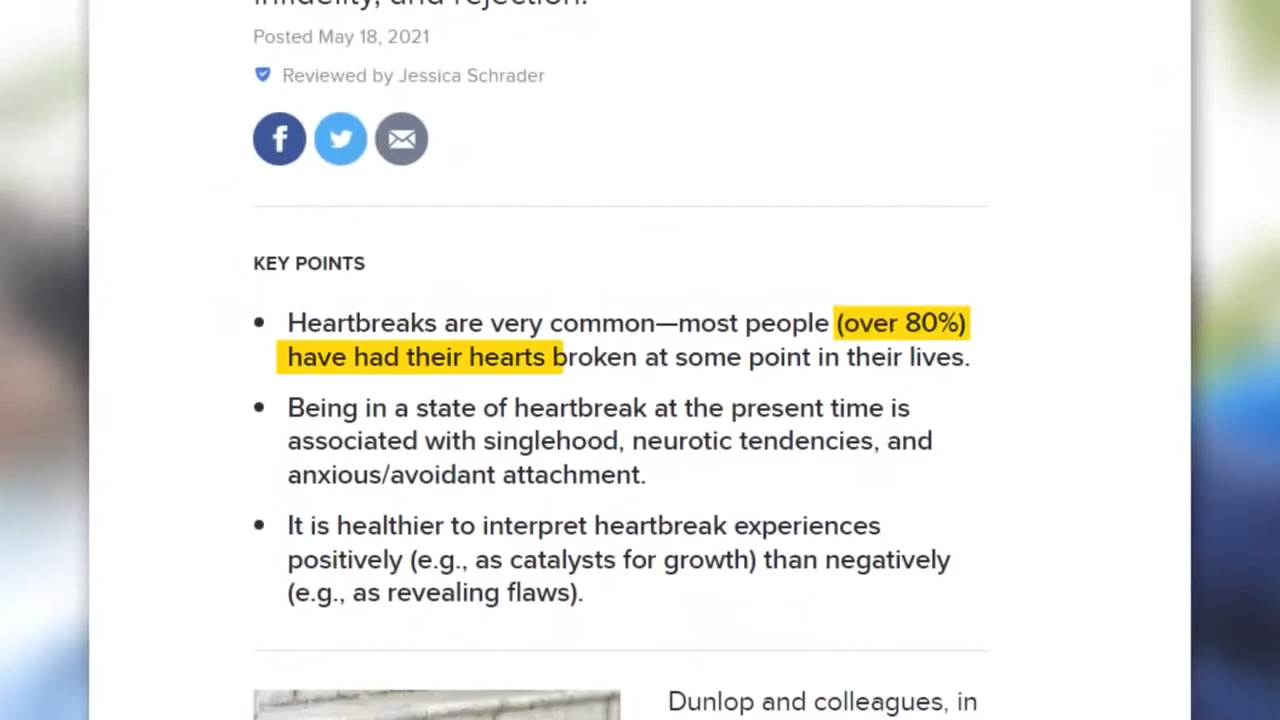 infidelity, and rejection.
Posted May 18, 2021
Reviewed by Jessica Schrader
KEY POINTS
• Heartbreaks are very common—most people (over 80%)
have had their hearts broken at some point in their lives.
• Being in a state of heartbreak at the present time is
associated with singlehood, neurotic tendencies, and
anxious/avoidant attachment.
• It is healthier to interpret heartbreak experiences
positively (e.g., as catalysts for growth) than negatively
(e.g., as revealing flaws).
Dunlop and colleagues, in